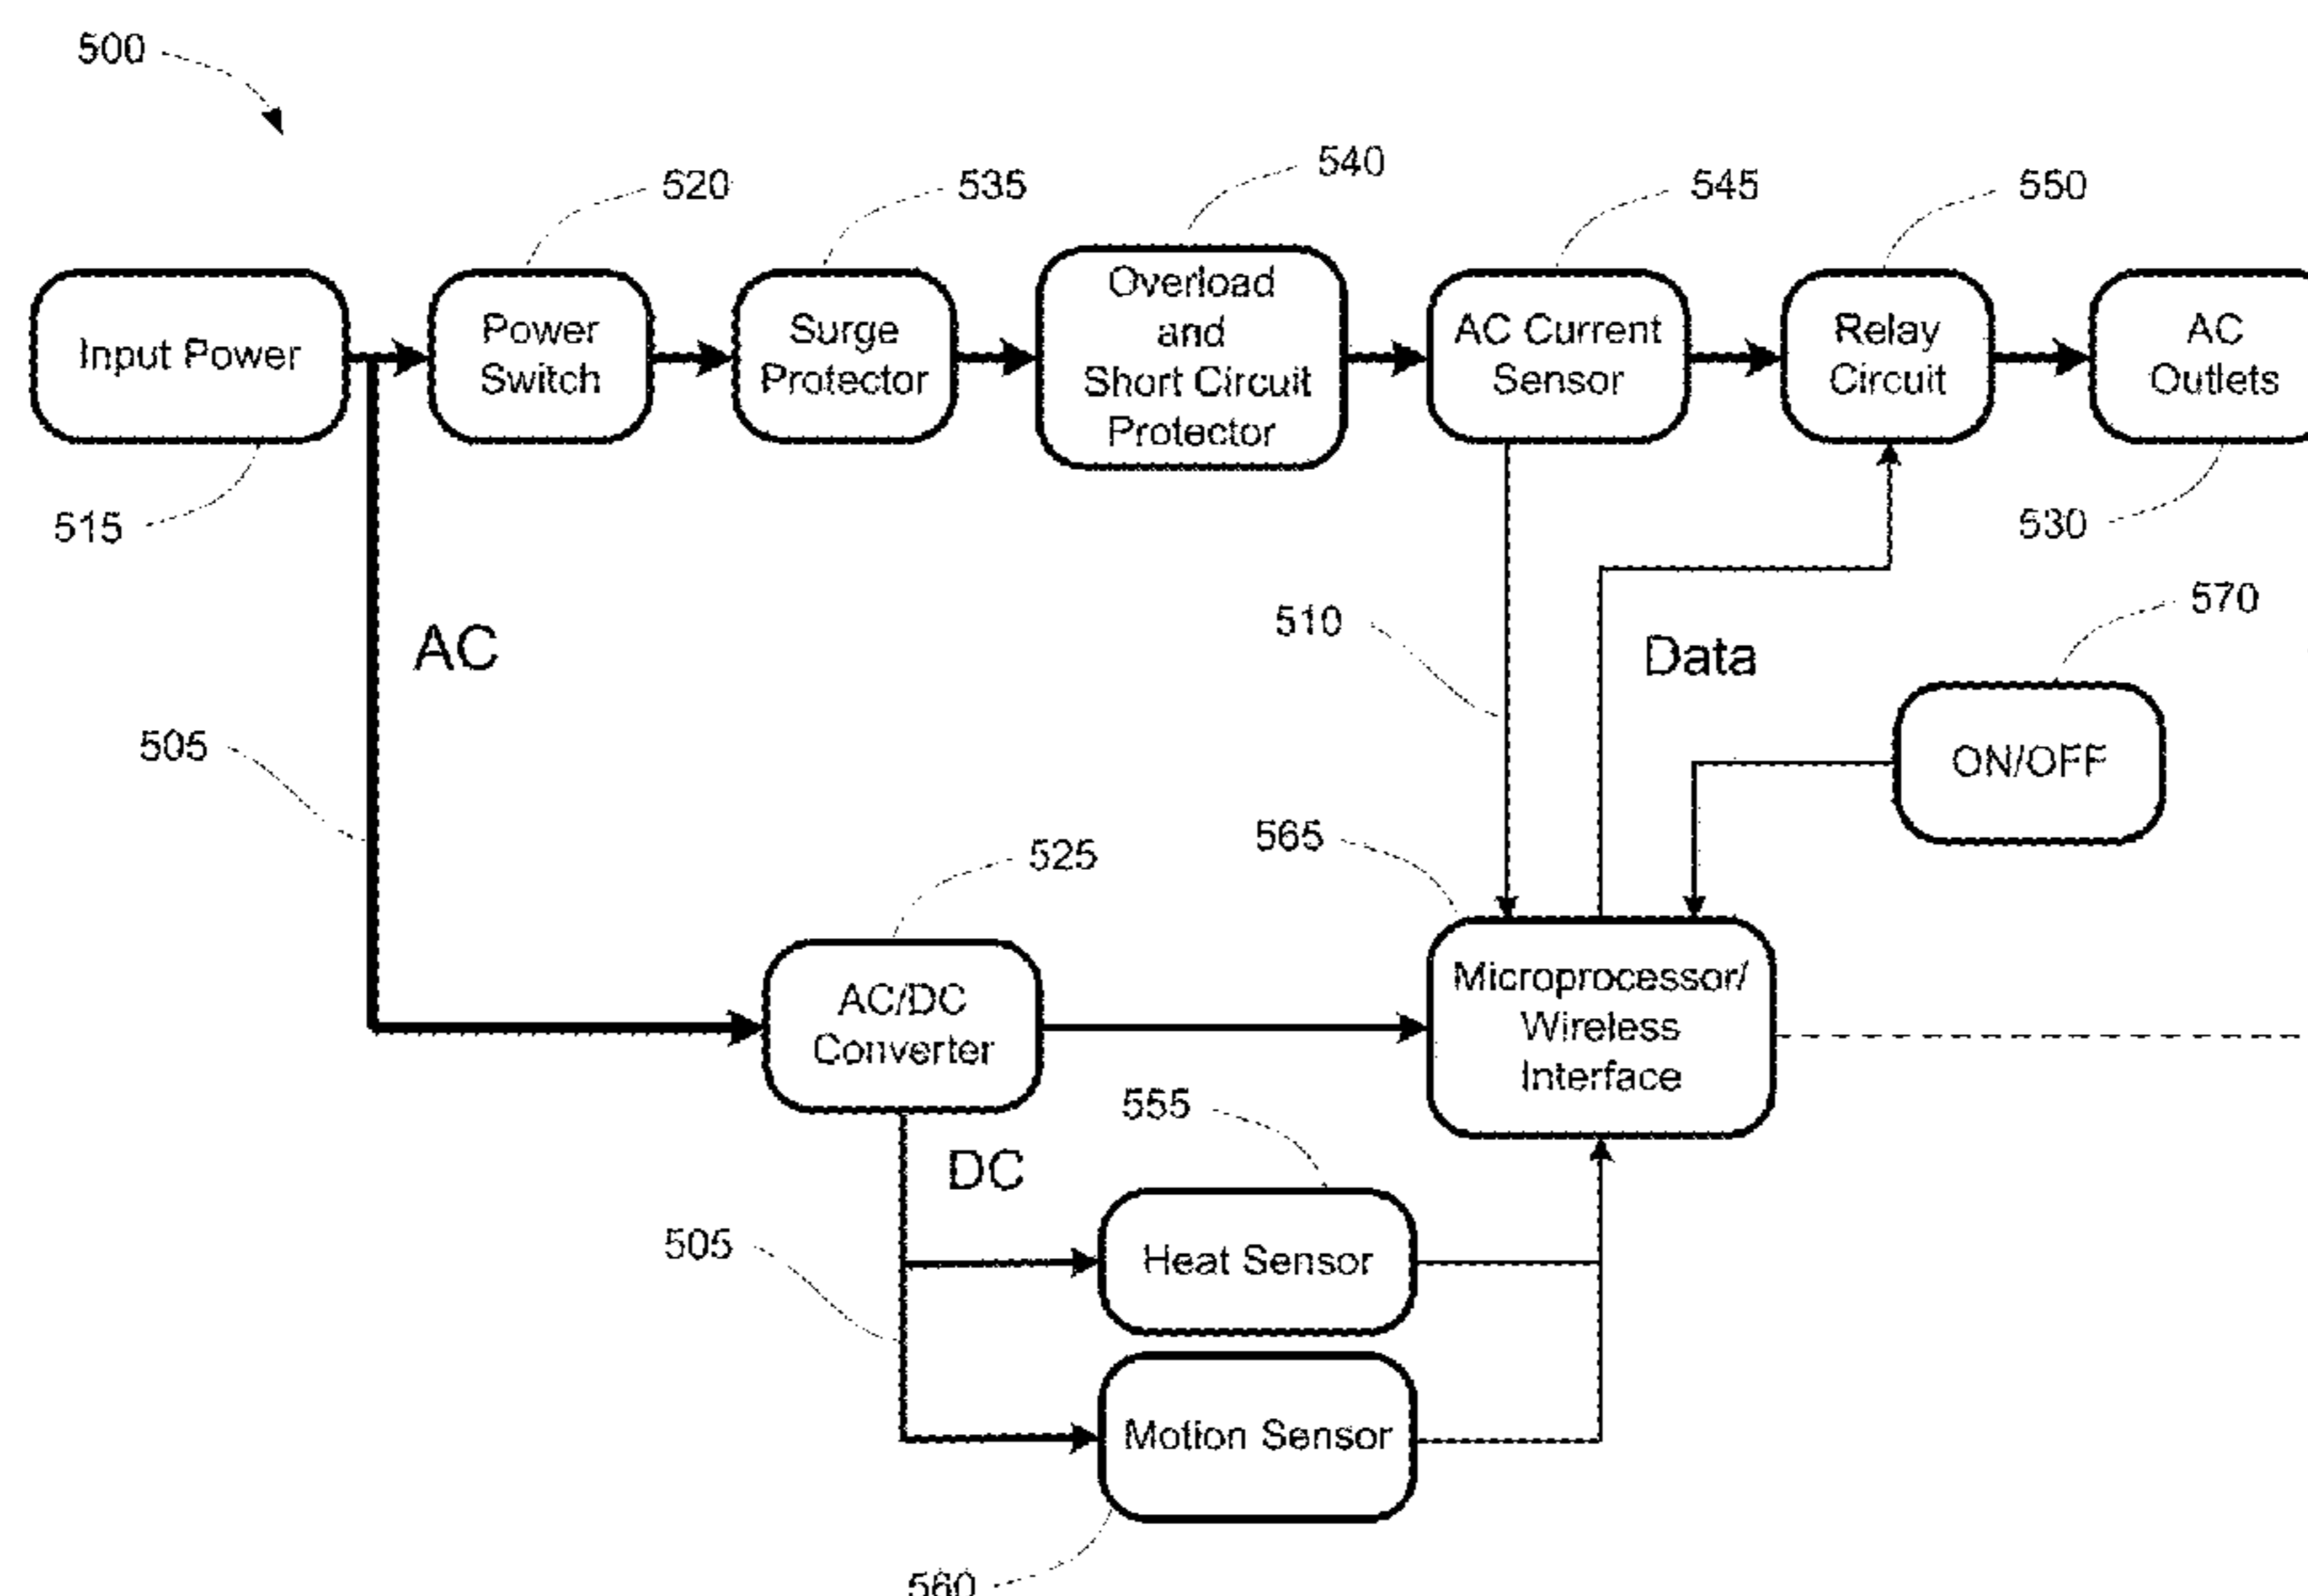 500
540
520
535
545
550
Input Power
Power
Switch
Surge
Protector
Overload
and
Short Circuit
Protector
AC Current
Sensor
Relay
Circuit
AC
Outlets
515
530
510
570
AC
Data
505
ON/OFF
565
525
AC/DC
Converter
Microprocessor/
Wireless
Interface
555
DC
505
Heat Sensor
Motion Sensor
560